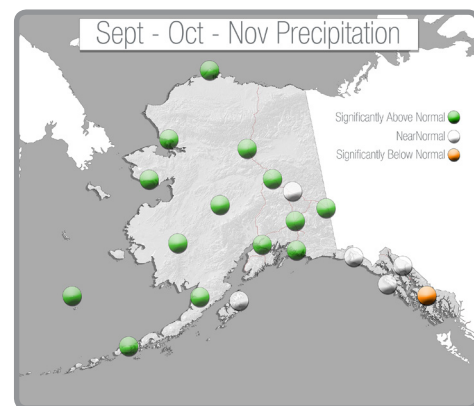 Sept - Oct - Nov Precipitation
Significantly Above Normal
NearNormal
Significantly Below Normal